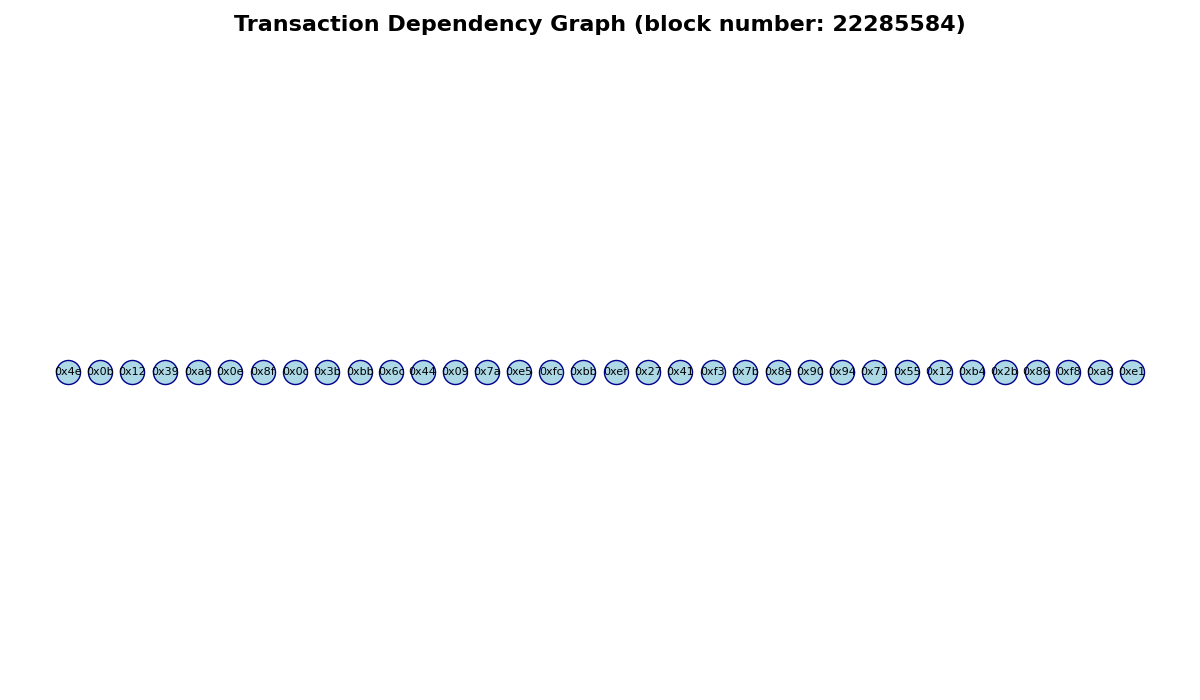 Transaction Dependency Graph (block number: 22285584)
0x4e 0x0b 0x12 0x39 0xa6 0x0e 0x8f 0x0c 0x3b 0xbb 0x6c 0x44 0x09 0x7a 0xe5 0xfc 0xbb 0xef 0x27 0x41 0xf3 0x7b 0x8e 0x90 0x94 0x71 0x55 0x12 0xb4 0x2b 0x86 0xf8 0xa8 0xe1